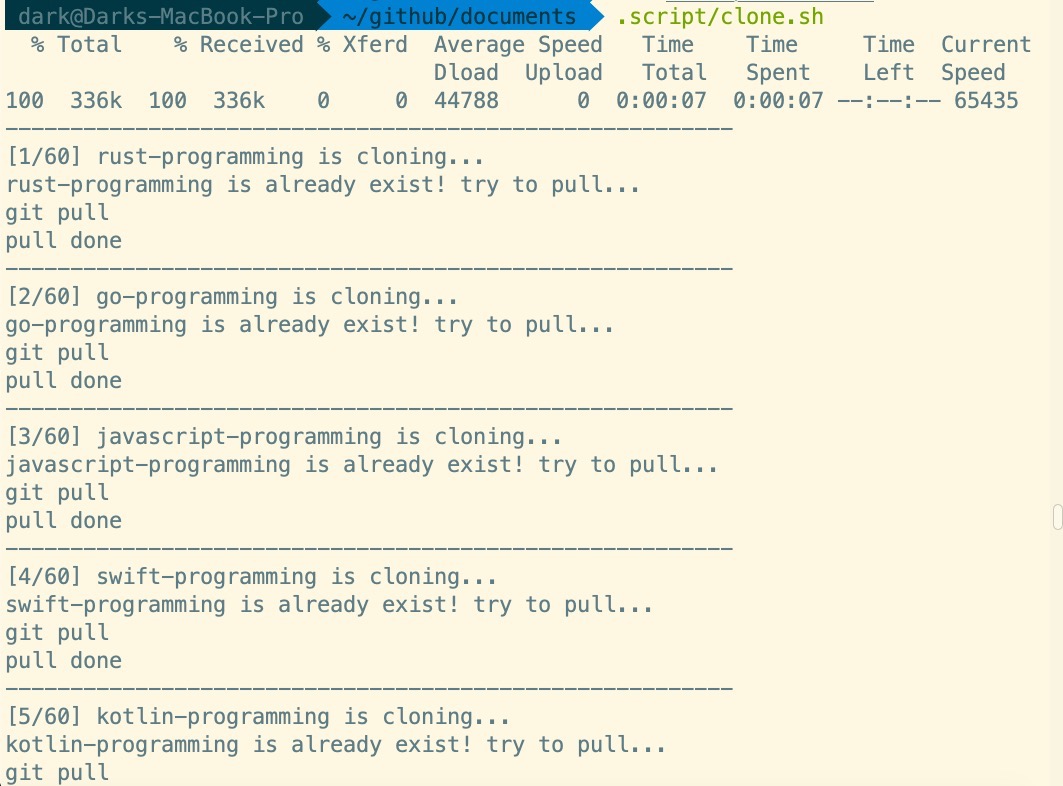 dark@Darks-MacBook-Pro ~/github/documents .script/clone.sh
% Total % Received % Xferd Average Speed Time Time Time Current
Dload Upload Total Spent Left Speed
100 336k 100 336k 0 0 44788 0 0:00:07 0:00:07 --:--:-- 65435
--------------------------------------------------------
[1/60] rust-programming is cloning...
rust-programming is already exist! try to pull...
git pull
pull done
--------------------------------------------------------
[2/60] go-programming is cloning...
go-programming is already exist! try to pull...
git pull
pull done
--------------------------------------------------------
[3/60] javascript-programming is cloning...
javascript-programming is already exist! try to pull...
git pull
pull done
--------------------------------------------------------
[4/60] swift-programming is cloning...
swift-programming is already exist! try to pull...
git pull
pull done
--------------------------------------------------------
[5/60] kotlin-programming is cloning...
kotlin-programming is already exist! try to pull...
git pull